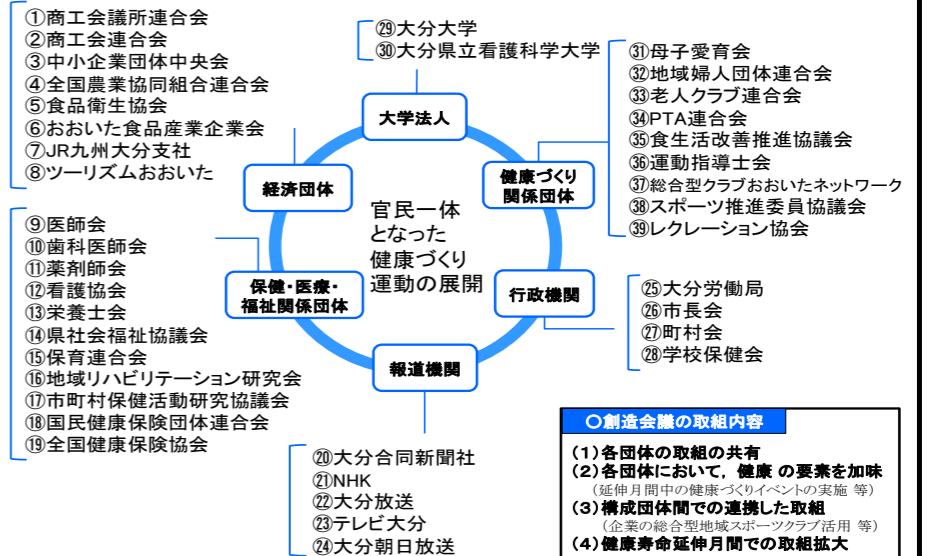 ①商工会議所連合会
②商工会連合会
③中小企業団体中央会
④全国農業協同組合連合会
⑤食品衛生協会
⑥おおいた食品産業企業会
⑦JR九州大分支社
⑧ツーリズムおおいた
経済団体
㉙大分大学
㉚大分県立看護科学大学
大学法人
㉛母子愛育会
㉜地域婦人団体連合会
㉝老人クラブ連合会
㉞PTA連合会
㉟食生活改善推進協議会
㊱運動指導士会
㊲総合型クラブおおいたネットワーク
㊳スポーツ推進委員協議会
㊴レクレーション協会
健康づくり
関係団体
官民一体
となった
健康づくり
運動の展開
⑨医師会
⑩歯科医師会
⑪薬剤師会
⑫看護協会
⑬栄養士会
⑭県社会福祉協議会
⑮保育連合会
⑯地域リハビリテーション研究会
⑰市町村保健活動研究協議会
⑱国民健康保険団体連合会
⑲全国健康保険協会
保健・医療・
福祉関係団体
行政機関
㉕大分労働局
㉖市長会
㉗町村会
㉘学校保健会
報道機関
⑳大分合同新聞社
㉑NHK
㉒大分放送
㉓テレビ大分
㉔大分朝日放送
○創造会議の取組内容
(1)各団体の取組の共有
(2)各団体において, 健康 の要素を加味
(延伸月間中の健康づくりイベントの実施 等)
(3)構成団体間での連携した取組
(企業の総合型地域スポーツクラブ活用 等)
(4)健康寿命延伸月間での取組拡大